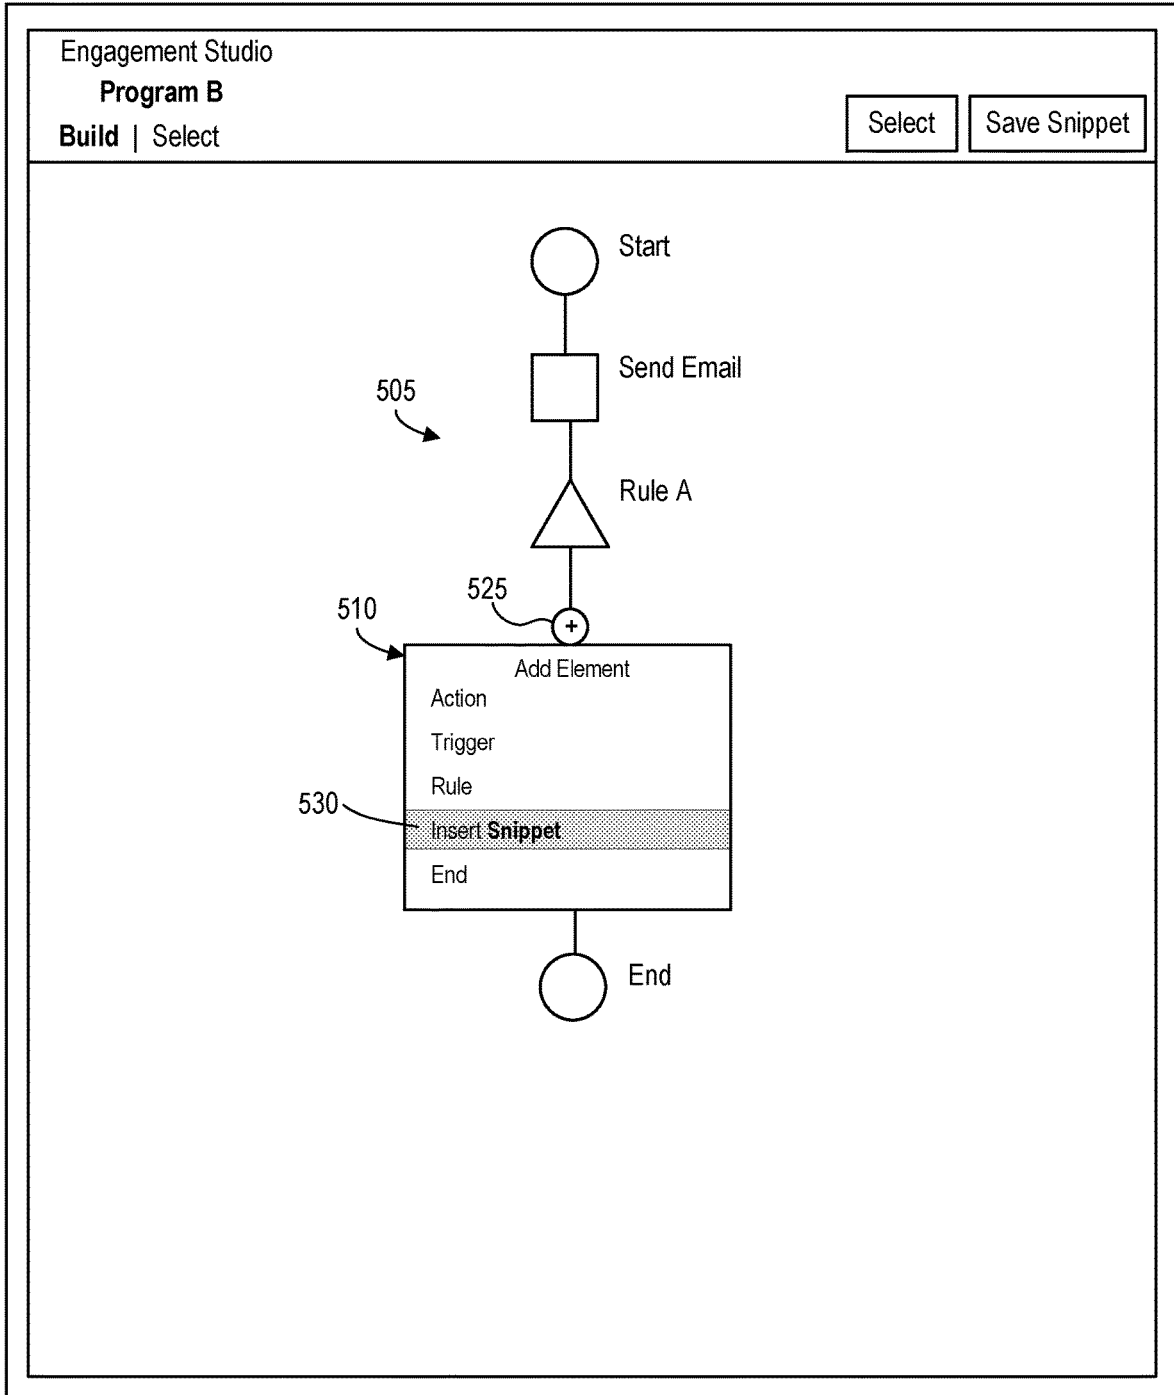 Engagement Studio
Program B
Build | Select
Select
Save Snippet
Start
Send Email
505
Rule A
525
+
510
Add Element
Action
Trigger
Rule
530
Insert Snippet
End
End